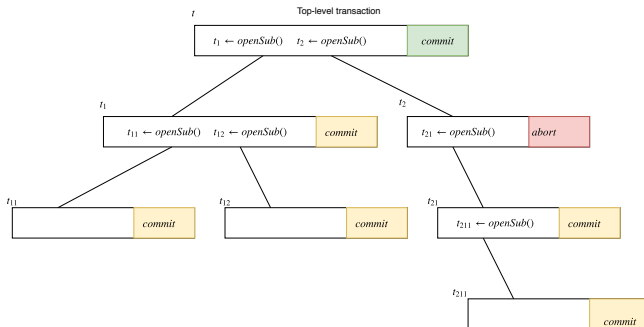 t Top-level transaction
t₁ ← openSub() t₂ ← openSub() commit
t₁ t₂
t₁₁ ← openSub() t₁₂ ← openSub() commit t₂₁ ← openSub() abort
t₁₁ t₁₂ t₂₁
commit commit t₂₁₁ ← openSub() commit
t₂₁₁
commit